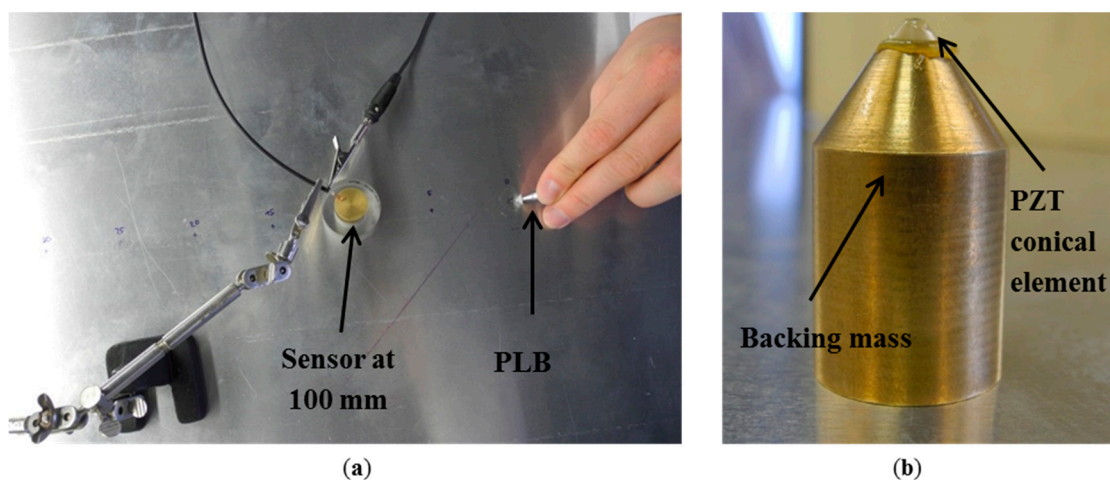 Sensor at
100 mm
PLB
(a)
PZT
conical
element
Backing mass
(b)